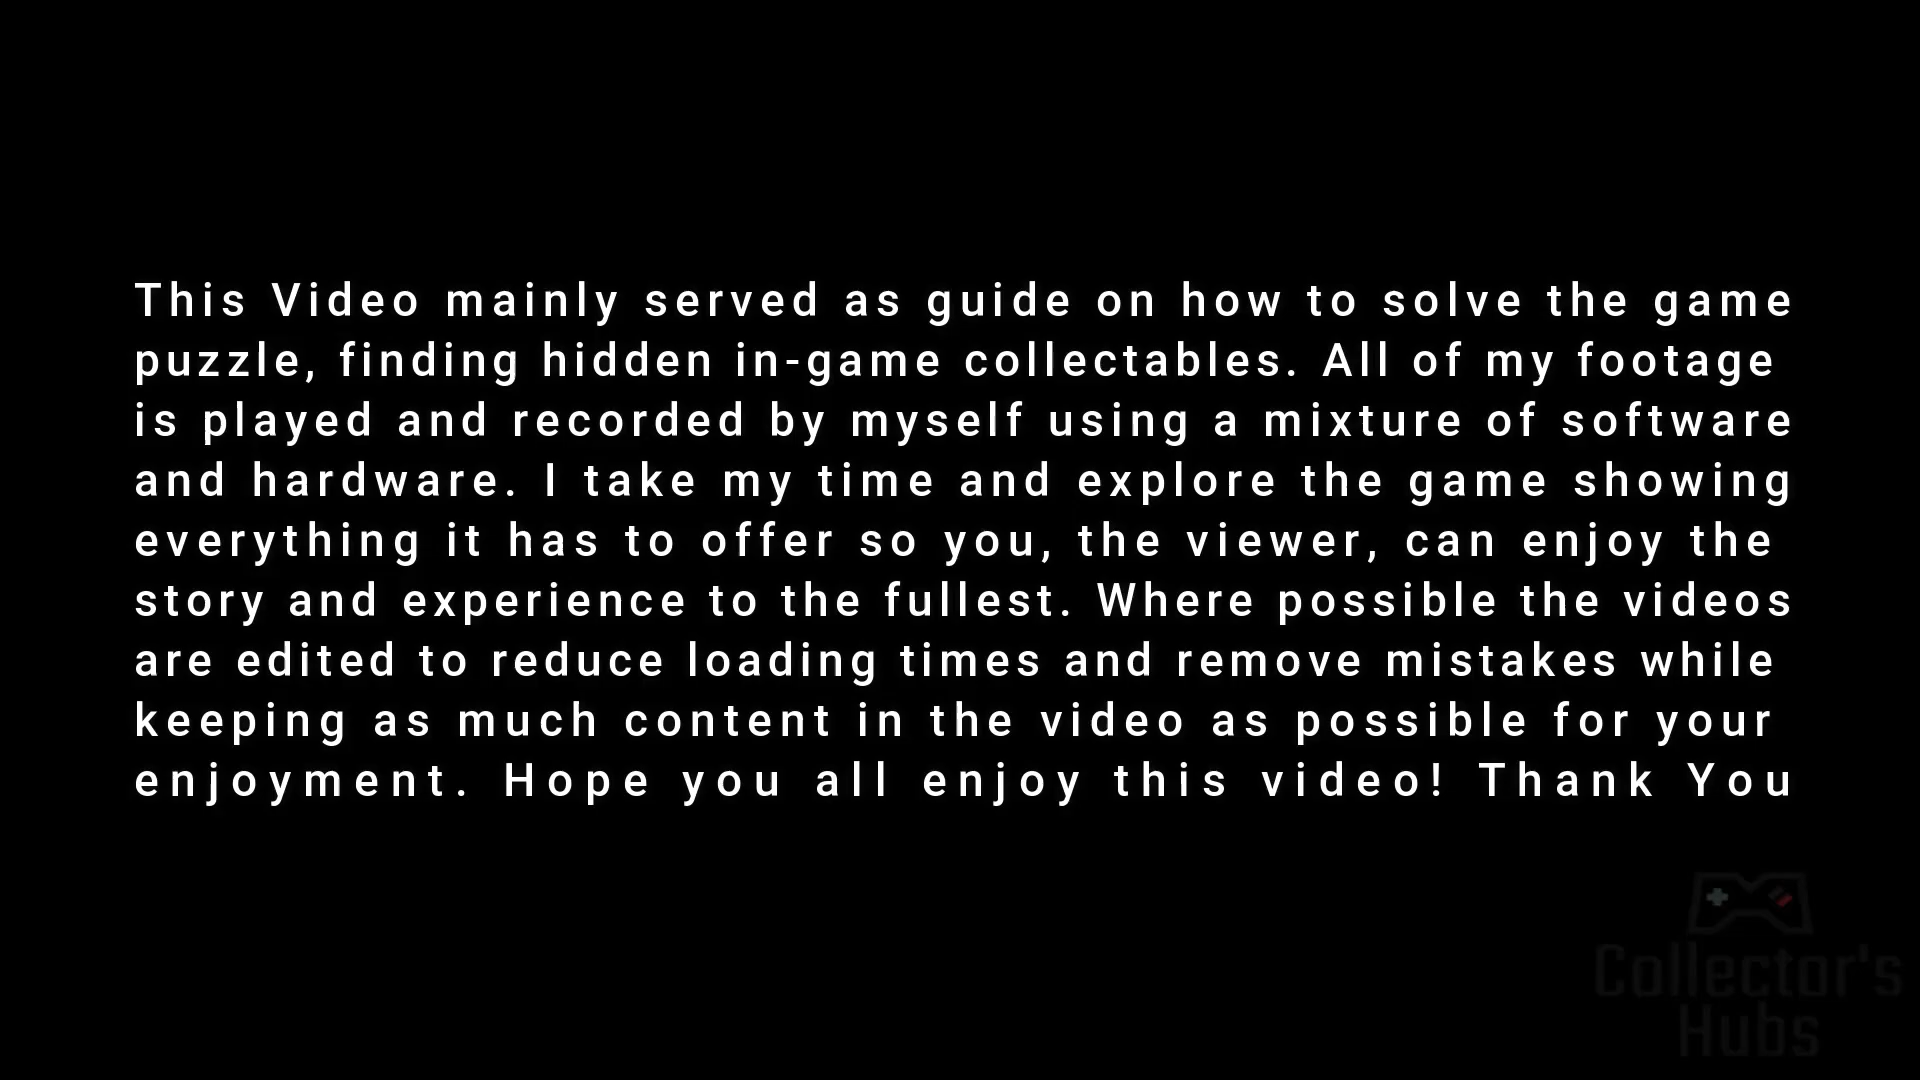 This Video mainly served as guide on how to solve the game
puzzle, finding hidden in-game collectables. All of my footage
is played and recorded by myself using a mixture of software
and hardware. I take my time and explore the game showing
everything it has to offer so you, the viewer, can enjoy the
story and experience to the fullest. Where possible the videos
are edited to reduce loading times and remove mistakes while
keeping as much content in the video as possible for your
enjoyment. Hope you all enjoy this video! Thank You
Collector's
Hubs